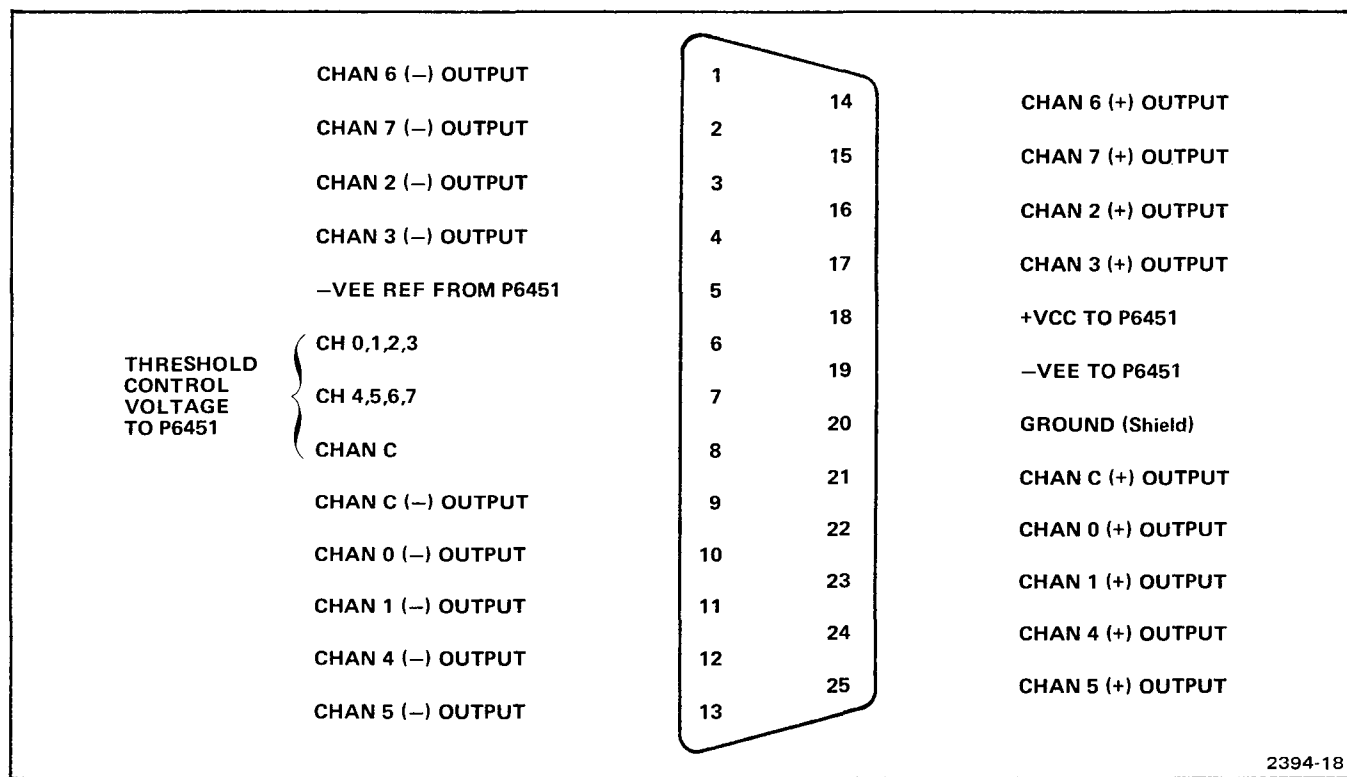 CHAN 6 (—) OUTPUT 1
14 CHAN 6 (+) OUTPUT
CHAN 7 (—) OUTPUT 2
15 CHAN 7 (+) OUTPUT
CHAN 2 (—) OUTPUT 3
16 CHAN 2 (+) OUTPUT
CHAN 3 (—) OUTPUT 4
17 CHAN 3 (+) OUTPUT
—VEE REF FROM P6451 5
18 +VCC TO P6451
THRESHOLD
CONTROL
VOLTAGE
TO P6451
CH 0,1,2,3 6
19 —VEE TO P6451
CH 4,5,6,7 7
20 GROUND (Shield)
CHAN C 8
21 CHAN C (+) OUTPUT
CHAN C (—) OUTPUT 9
22 CHAN 0 (+) OUTPUT
CHAN 0 (—) OUTPUT 10
23 CHAN 1 (+) OUTPUT
CHAN 1 (—) OUTPUT 11
24 CHAN 4 (+) OUTPUT
CHAN 4 (—) OUTPUT 12
25 CHAN 5 (+) OUTPUT
CHAN 5 (—) OUTPUT 13
2394-18